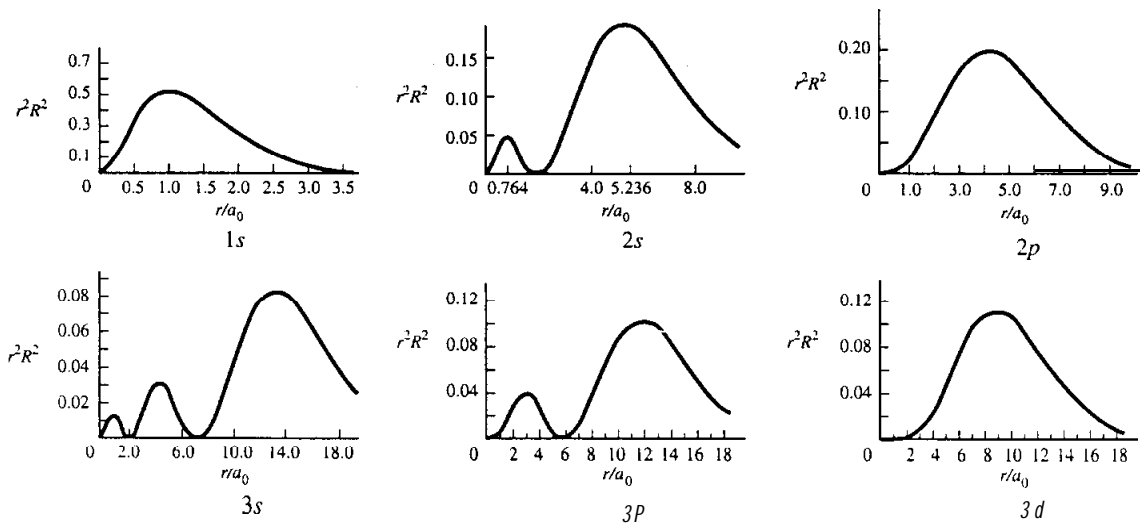 r²R²
0.7
0.5
0.3
0.1
0 0.5 1.0 1.5 2.0 2.5 3.0 3.5
r/a₀
1s
r²R²
0.15
0.10
0.05
0 0.764 4.0 5.236 8.0
r/a₀
2s
r²R²
0.20
0.10
0 1.0 3.0 5.0 7.0 9.0
r/a₀
2p
r²R²
0.08
0.06
0.04
0.02
0 2.0 6.0 10.0 14.0 18.0
r/a₀
3s
r²R²
0.12
0.08
0.04
0 2 4 6 8 10 12 14 16 18
r/a₀
3P
r²R²
0.12
0.08
0.04
0 2 4 6 8 10 12 14 16 18
r/a₀
3d